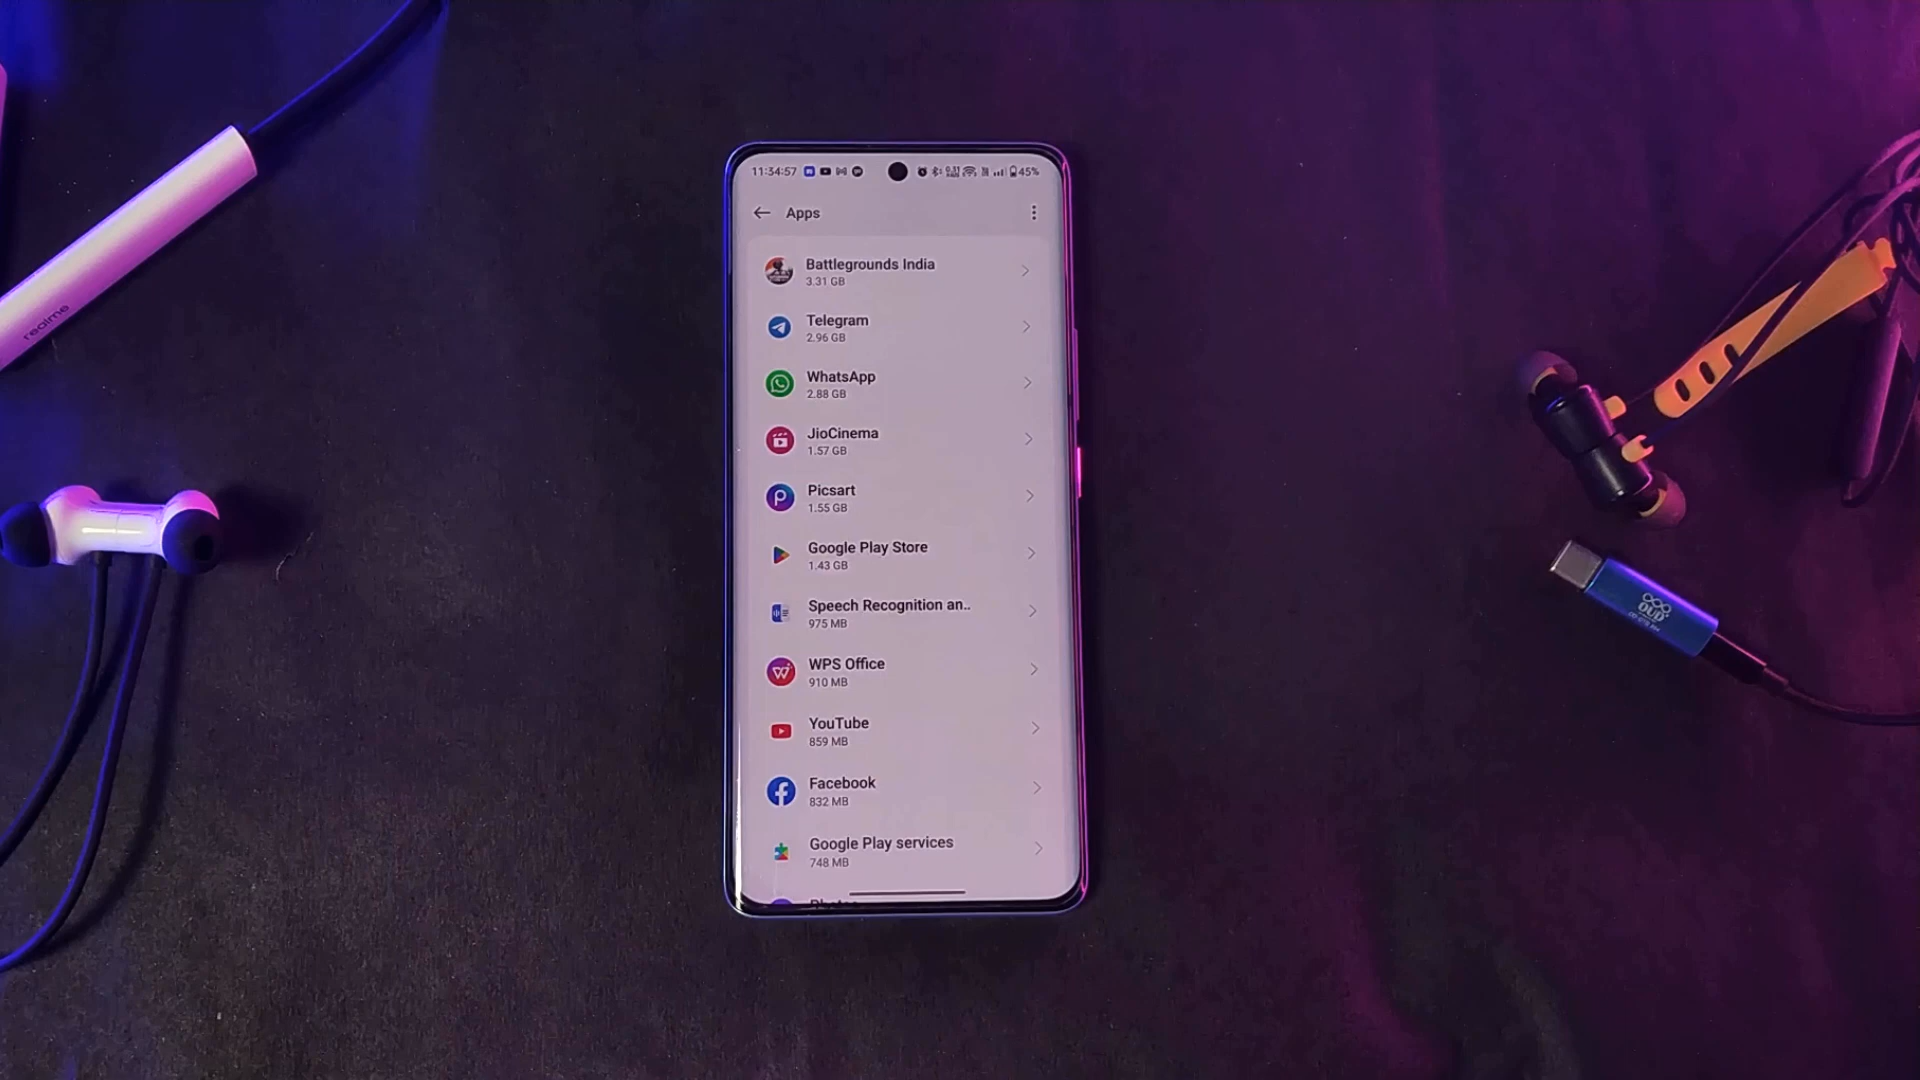 11:34:57
45%
Apps
Battlegrounds India
3.31 GB
Telegram
2.96 GB
WhatsApp
2.88 GB
JioCinema
1.57 GB
Picsart
1.55 GB
Google Play Store
1.43 GB
Speech Recognition an..
975 MB
WPS Office
910 MB
YouTube
859 MB
Facebook
832 MB
Google Play services
748 MB
Photos
realme